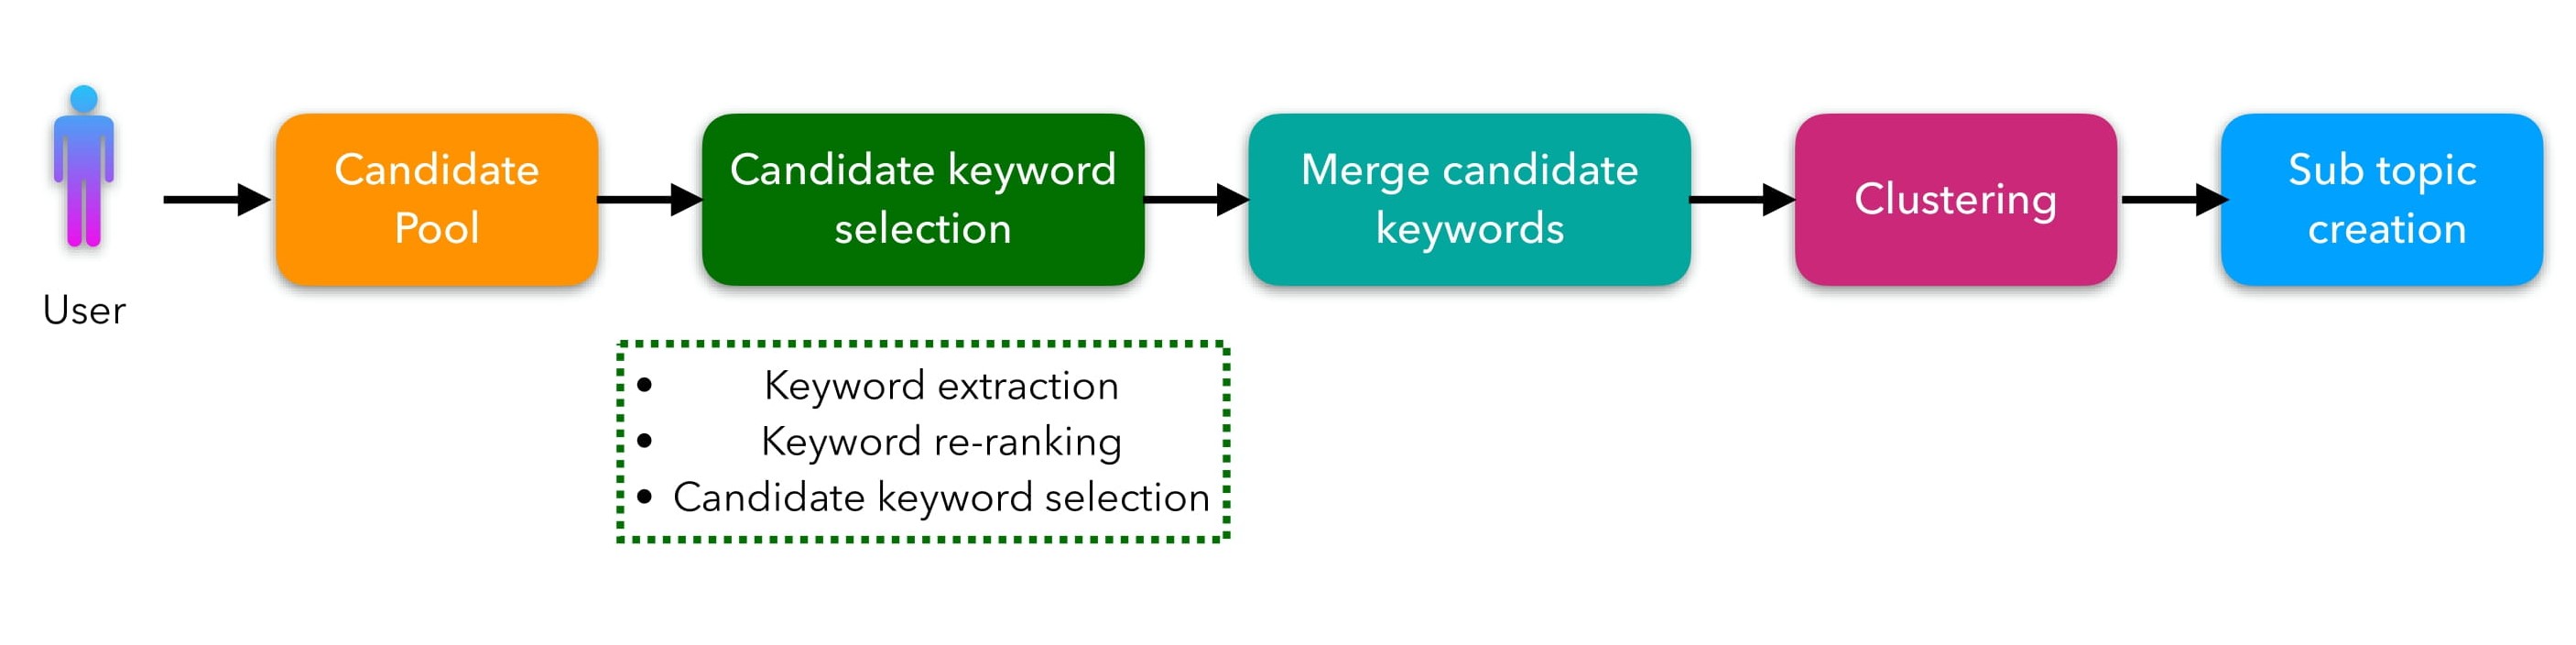 User
Candidate
Pool
Candidate keyword
selection
Merge candidate
keywords
Clustering
Sub topic
creation
• Keyword extraction
• Keyword re-ranking
• Candidate keyword selection